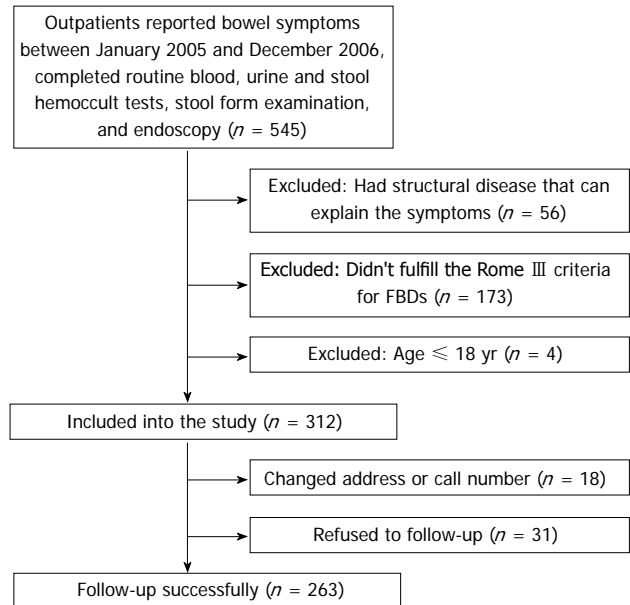 Outpatients reported bowel symptoms
between January 2005 and December 2006,
completed routine blood, urine and stool
hemoccult tests, stool form examination,
and endoscopy (n = 545)
Excluded: Had structural disease that can
explain the symptoms (n = 56)
Excluded: Didn't fulfill the Rome Ⅲ criteria
for FBDs (n = 173)
Excluded: Age ≤ 18 yr (n = 4)
Included into the study (n = 312)
Changed address or call number (n = 18)
Refused to follow-up (n = 31)
Follow-up successfully (n = 263)